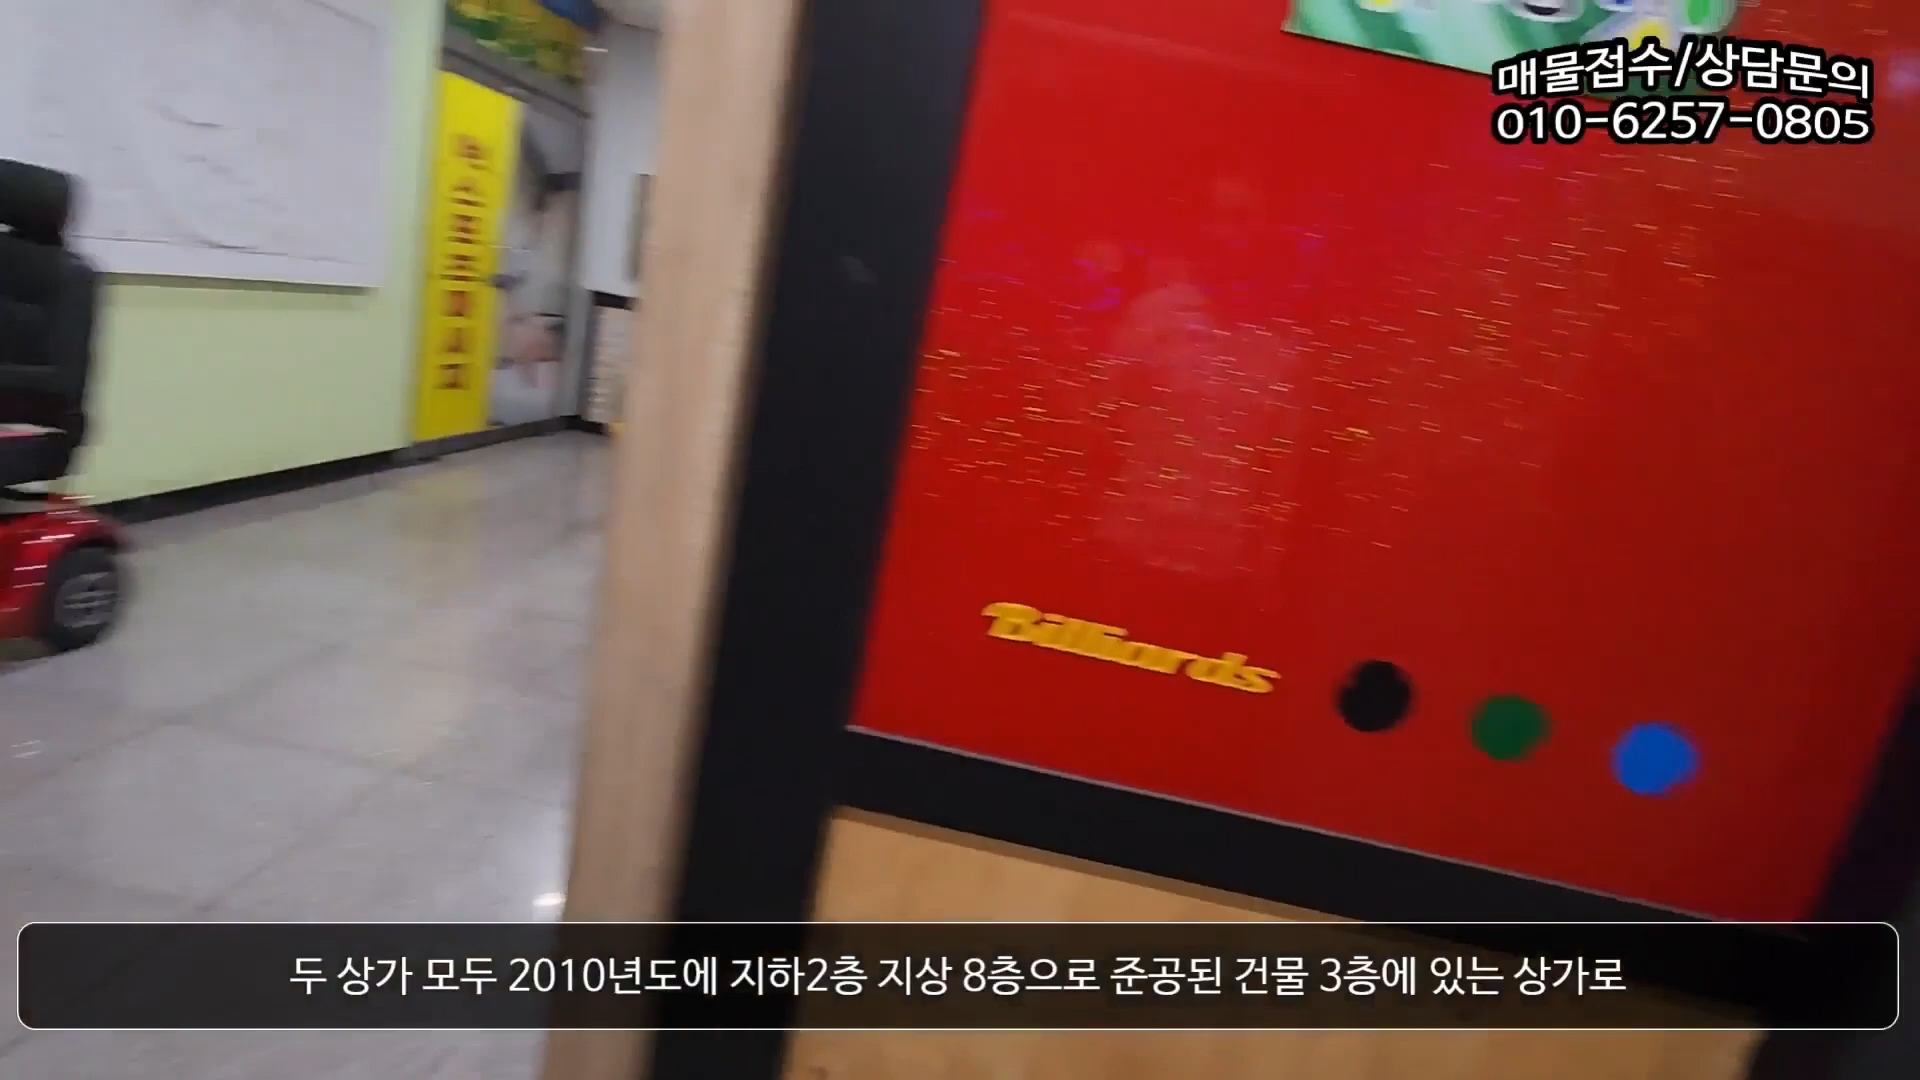 매물접수/상담문의
010-6257-0805
Billiards
두 상가 모두 2010년도에 지하2층 지상 8층으로 준공된 건물 3층에 있는 상가로